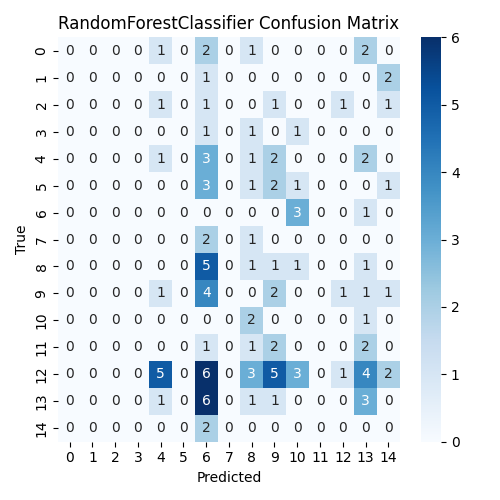 RandomForestClassifier Confusion Matrix
0 0 0 0 0 1 0 2 0 1 0 0 0 0 2 0
1 0 0 0 0 0 0 1 0 0 0 0 0 0 0 2
2 0 0 0 0 1 0 1 0 0 1 0 0 1 0 1
3 0 0 0 0 0 0 1 0 1 0 1 0 0 0 0
4 0 0 0 0 1 0 3 0 1 2 0 0 0 2 0
5 0 0 0 0 0 0 3 0 1 2 1 0 0 0 1
6 0 0 0 0 0 0 0 0 0 0 3 0 0 1 0
7 0 0 0 0 0 0 2 0 1 0 0 0 0 0 0
8 0 0 0 0 0 0 5 0 1 1 1 0 0 1 0
9 0 0 0 0 1 0 4 0 0 2 0 0 1 1 1
10 0 0 0 0 0 0 0 0 2 0 0 0 0 1 0
11 0 0 0 0 0 0 1 0 1 2 0 0 0 2 0
12 0 0 0 0 5 0 6 0 3 5 3 0 1 4 2
13 0 0 0 0 1 0 6 0 1 1 0 0 0 3 0
14 0 0 0 0 0 0 2 0 0 0 0 0 0 0 0
0 1 2 3 4 5 6 7 8 9 10 11 12 13 14
True
Predicted
6
5
4
3
2
1
0